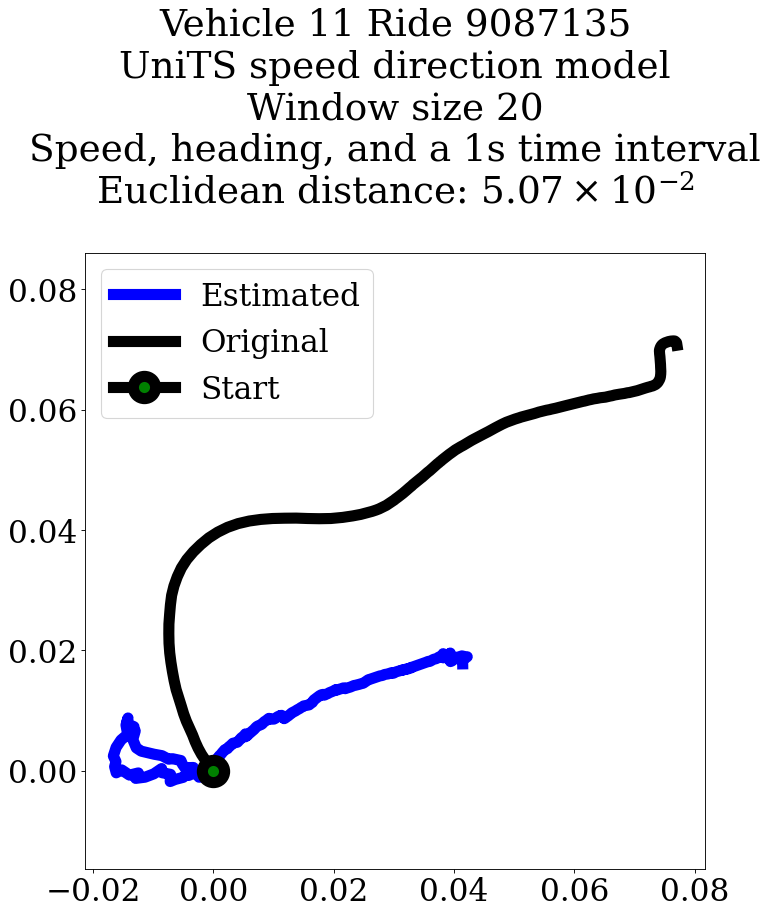 Vehicle 11 Ride 9087135
UniTS speed direction model
Window size 20
Speed, heading, and a 1s time interval
Euclidean distance: 5.07 × 10⁻²
Estimated
Original
Start
0.08
0.06
0.04
0.02
0.00
−0.02 0.00 0.02 0.04 0.06 0.08